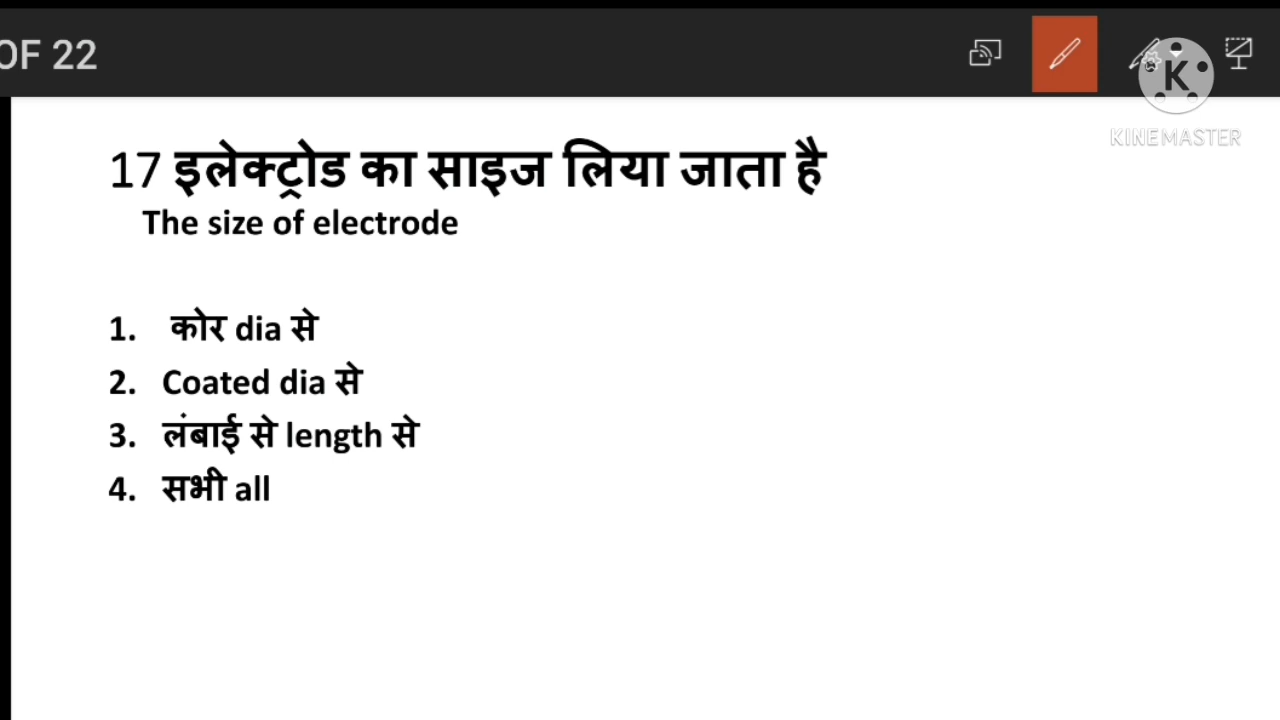 OF 22
KINEMASTER
17 इलेक्ट्रोड का साइज लिया जाता है
The size of electrode
1. कोर dia से
2. Coated dia से
3. लंबाई से length से
4. सभी all